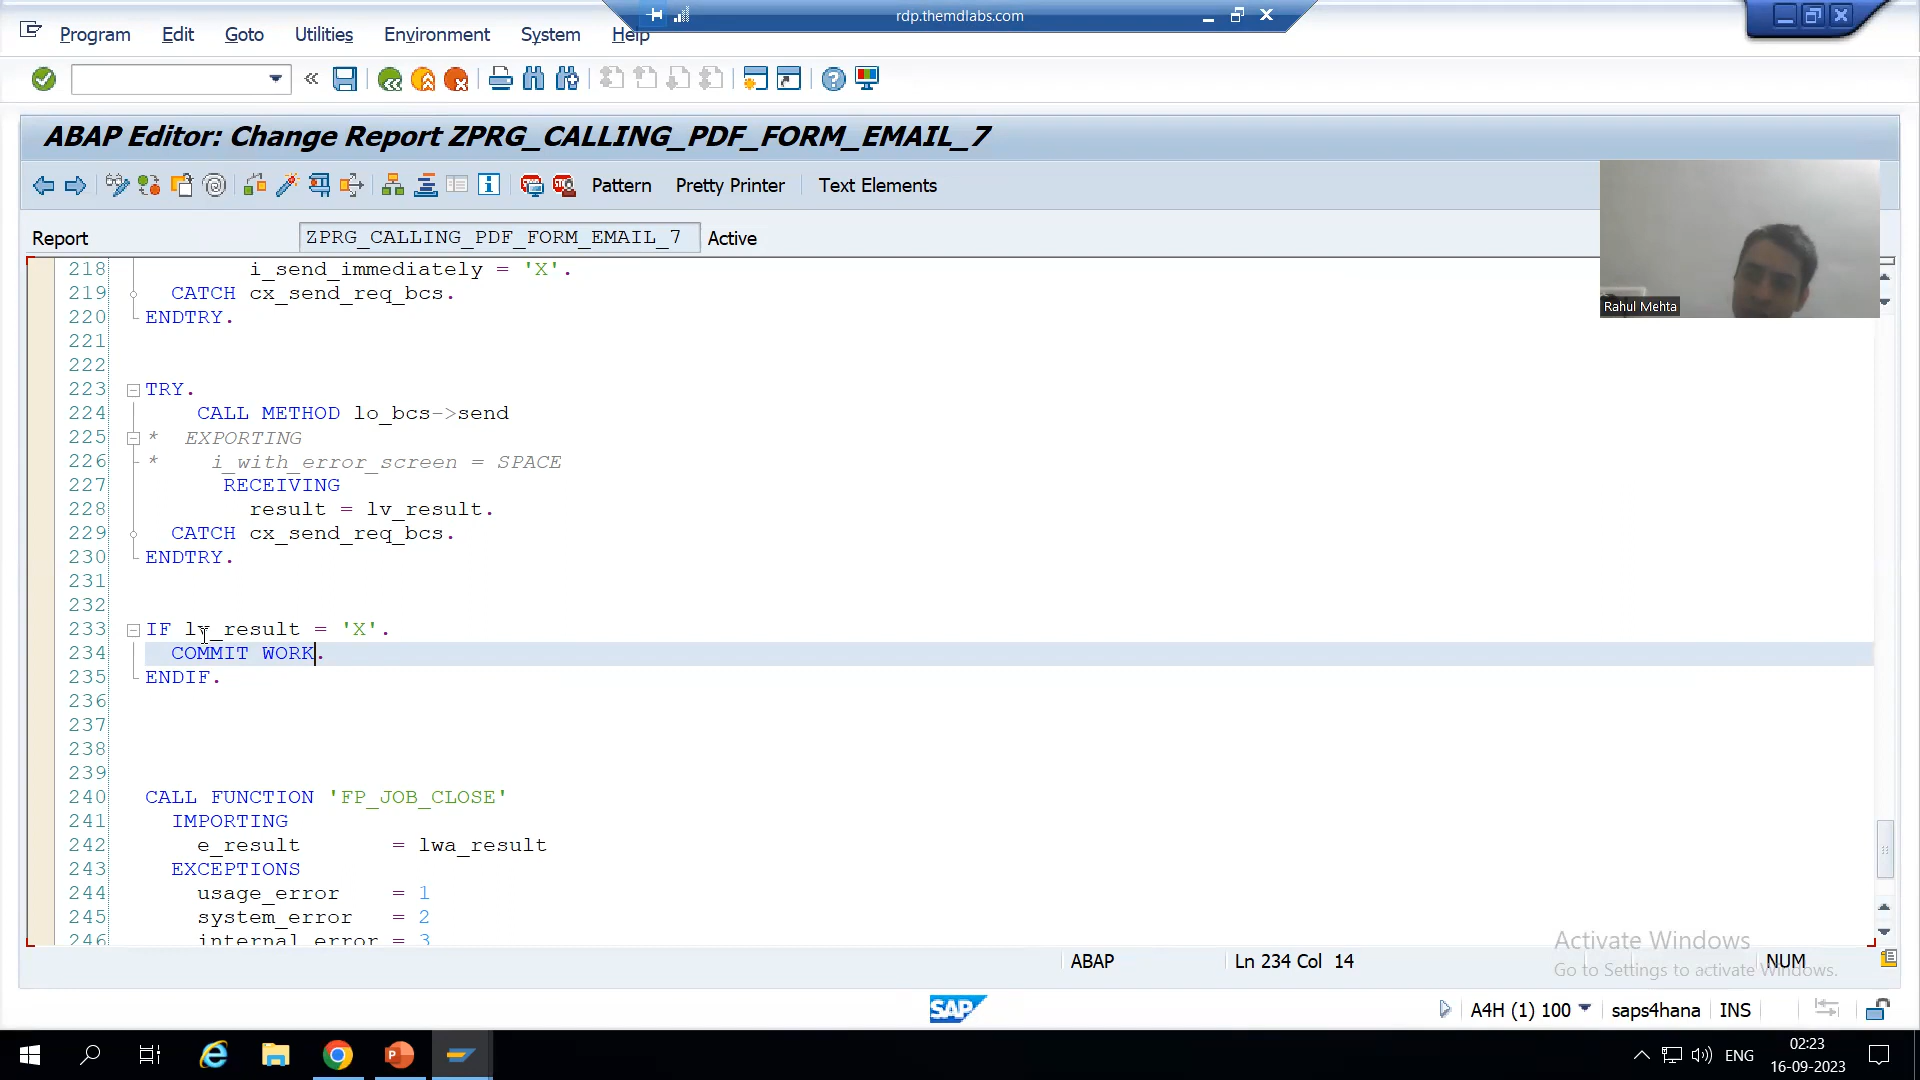 rdp.themdlabs.com
Program Edit Goto Utilities Environment System Help
ABAP Editor: Change Report ZPRG_CALLING_PDF_FORM_EMAIL_7
Pattern Pretty Printer Text Elements
Report ZPRG_CALLING_PDF_FORM_EMAIL_7 Active
Rahul Mehta
218 i_send_immediately = 'X'.
219 CATCH cx_send_req_bcs.
220 ENDTRY.
221
222
223 TRY.
224 CALL METHOD lo_bcs->send
225 * EXPORTING
226 * i_with_error_screen = SPACE
227 RECEIVING
228 result = lv_result.
229 CATCH cx_send_req_bcs.
230 ENDTRY.
231
232
233 IF lv_result = 'X'.
234 COMMIT WORK.
235 ENDIF.
236
237
238
239
240 CALL FUNCTION 'FP_JOB_CLOSE'
241 IMPORTING
242 e_result = lwa_result
243 EXCEPTIONS
244 usage_error = 1
245 system_error = 2
246 internal_error = 3
Activate Windows
Go to Settings to activate Windows.
ABAP Ln 234 Col 14 NUM
SAP A4H (1) 100 saps4hana INS
ENG 02:23
16-09-2023